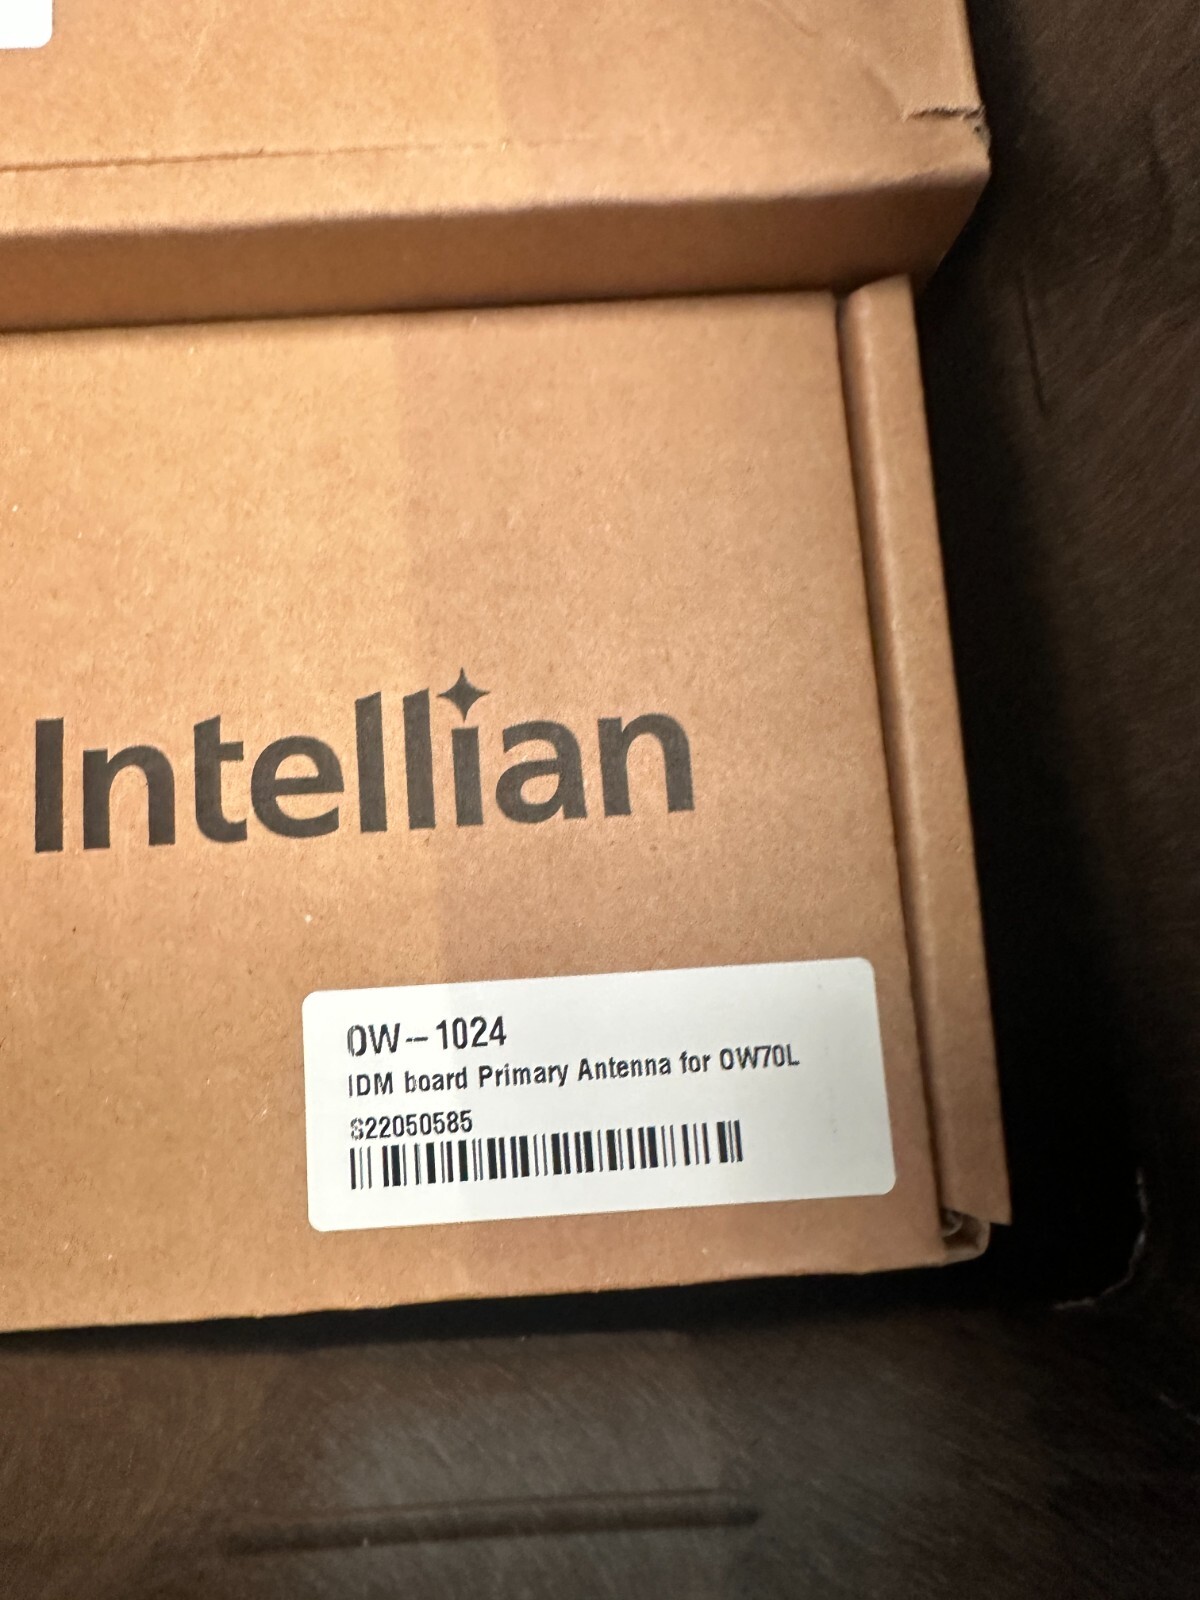 Intellian
OW--1024
IDM board Primary Antenna for OW70L
S22050585